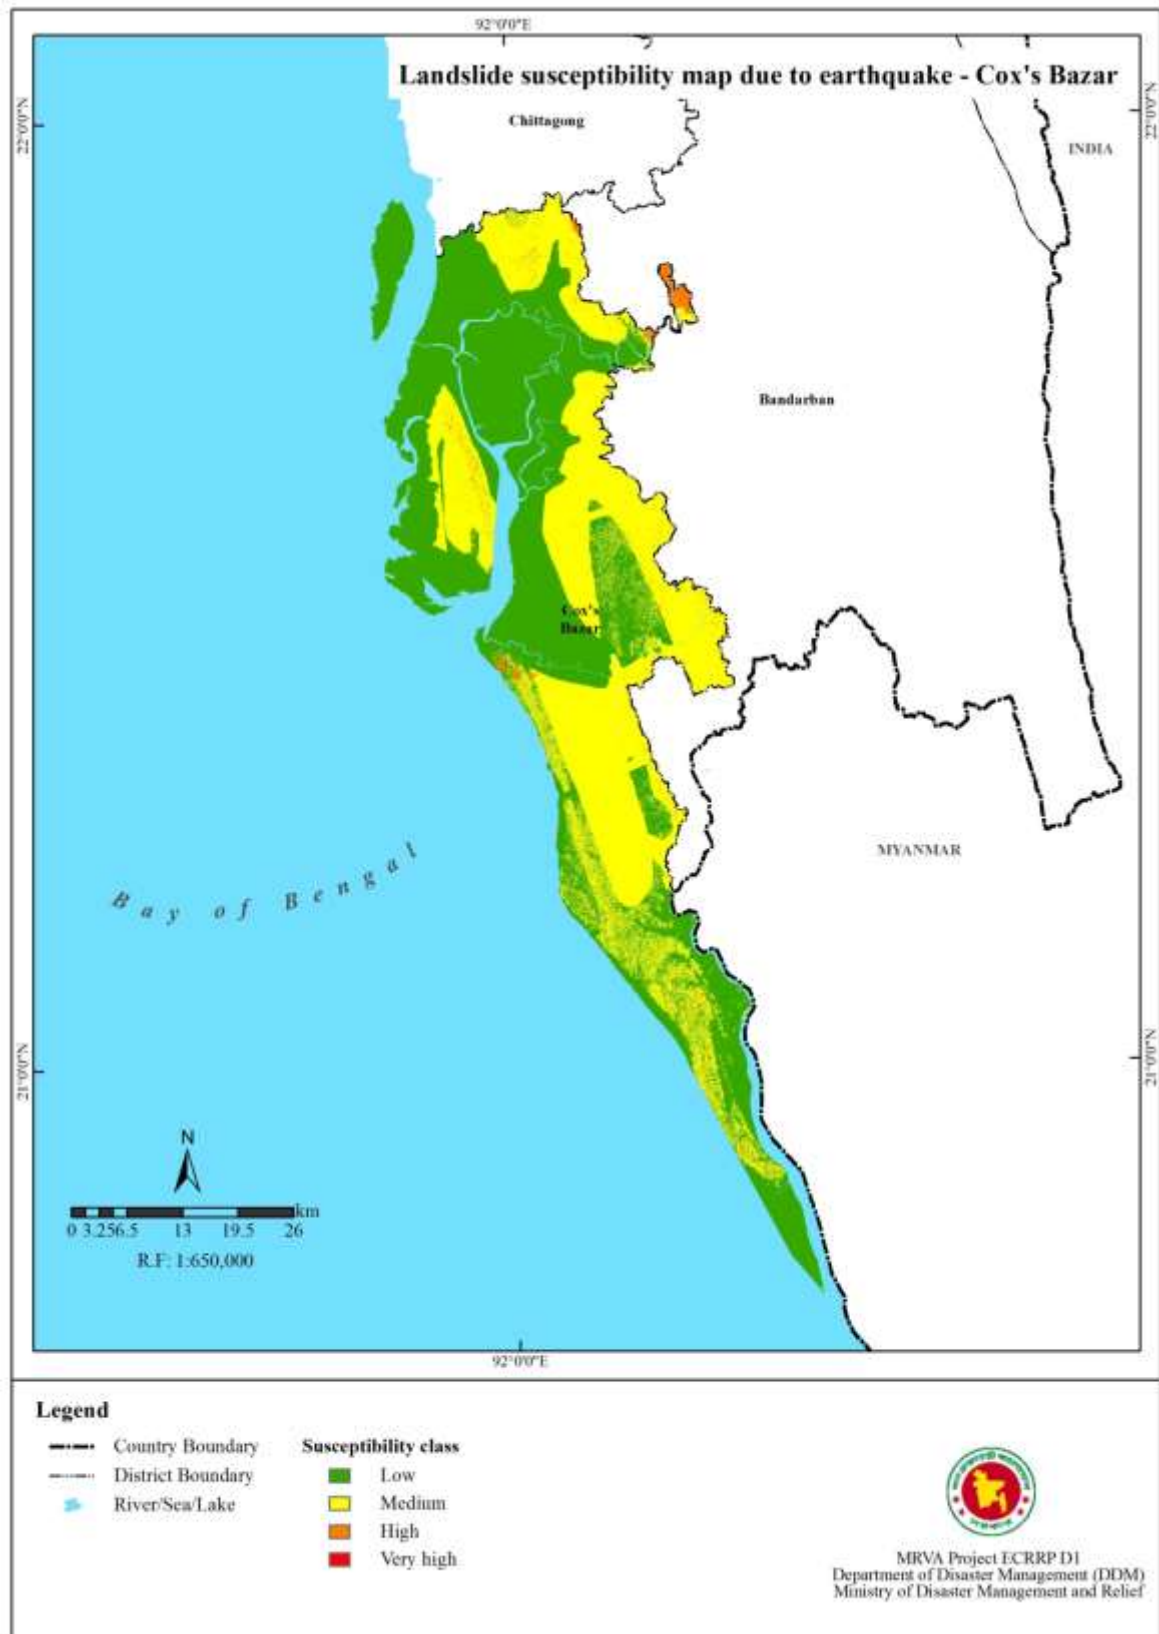 92°0'0"E
Landslide susceptibility map due to earthquake - Cox's Bazar
22°0'0"N
22°0'0"N
Chittagong
INDIA
Bandarban
Cox's
Bazar
MYANMAR
Bay of Bengal
21°0'0"N
21°0'0"N
N
km
0 3.256.5 13 19.5 26
R.F: 1:650,000
92°0'0"E
Legend
Country Boundary
District Boundary
River/Sea/Lake
Susceptibility class
Low
Medium
High
Very high
MRVA Project ECRRP D1
Department of Disaster Management (DDM)
Ministry of Disaster Management and Relief